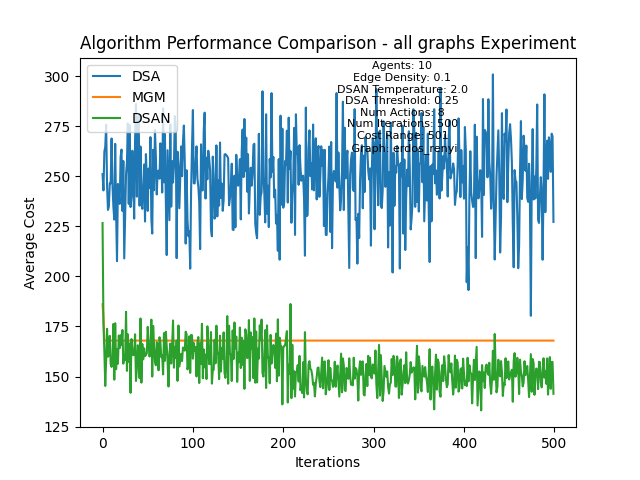 Algorithm Performance Comparison - all graphs Experiment
DSA
MGM
DSAN
Agents: 10
Edge Density: 0.1
DSAN Temperature: 2.0
DSA Threshold: 0.25
Num Actions: 8
Num Iterations: 500
Cost Range: 501
Graph: erdos_renyi
Average Cost
300
275
250
225
200
175
150
125
0
100
200
300
400
500
Iterations